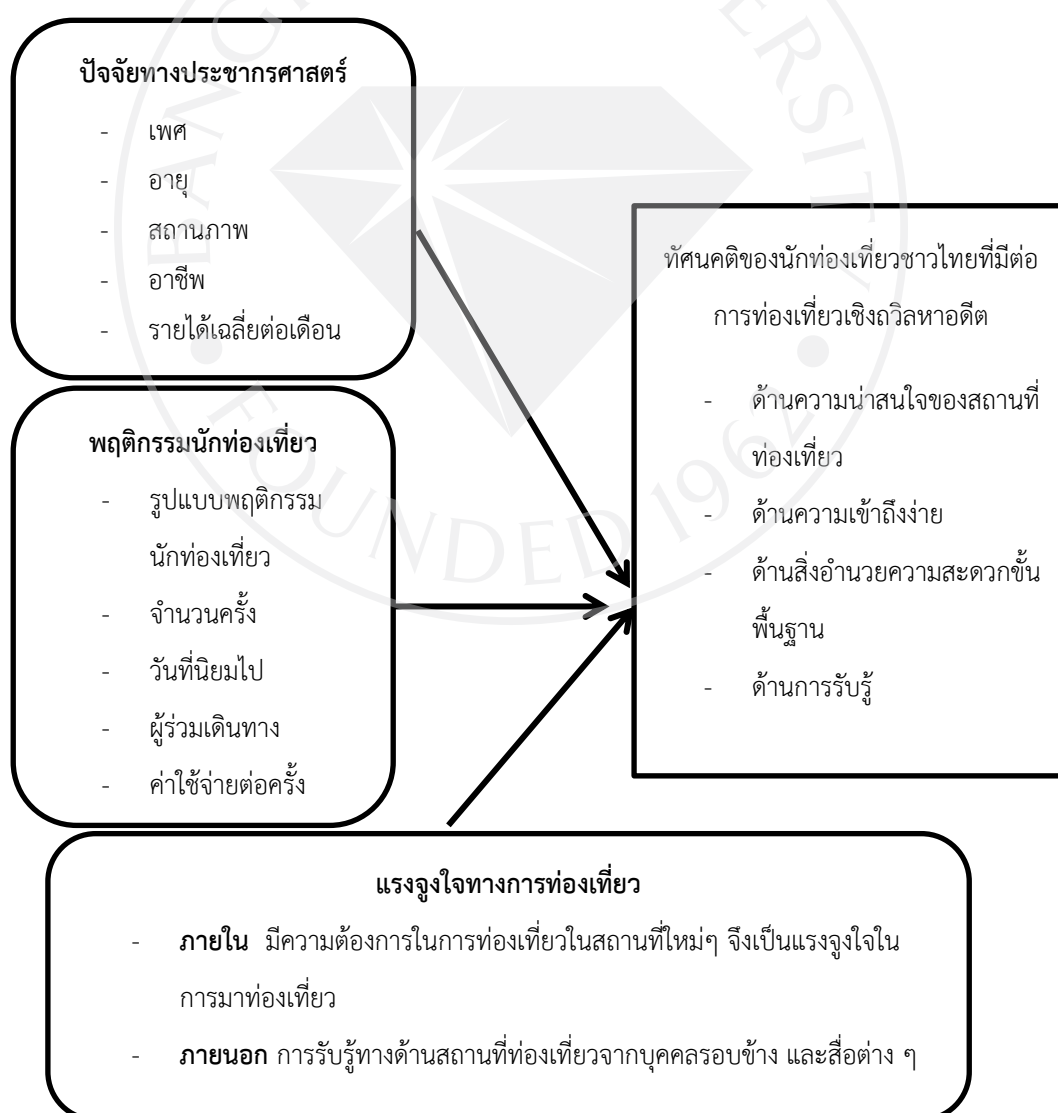 ปัจจัยทางประชากรศาสตร์
- เพศ
- อายุ
- สถานภาพ
- อาชีพ
- รายได้เฉลี่ยต่อเดือน
พฤติกรรมนักท่องเที่ยว
- รูปแบบพฤติกรรม
นักท่องเที่ยว
- จำนวนครั้ง
- วันที่นิยมไป
- ผู้ร่วมเดินทาง
- ค่าใช้จ่ายต่อครั้ง
ทัศนคติของนักท่องเที่ยวชาวไทยที่มีต่อ
การท่องเที่ยวเชิงถวิลหาอดีต
- ด้านความน่าสนใจของสถานที่
ท่องเที่ยว
- ด้านความเข้าถึงง่าย
- ด้านสิ่งอำนวยความสะดวกขั้น
พื้นฐาน
- ด้านการรับรู้
แรงจูงใจทางการท่องเที่ยว
- ภายใน มีความต้องการในการท่องเที่ยวในสถานที่ใหม่ๆ จึงเป็นแรงจูงใจใน
การมาท่องเที่ยว
- ภายนอก การรับรู้ทางด้านสถานที่ท่องเที่ยวจากบุคคลรอบข้าง และสื่อต่าง ๆ
FOUNDED 1962